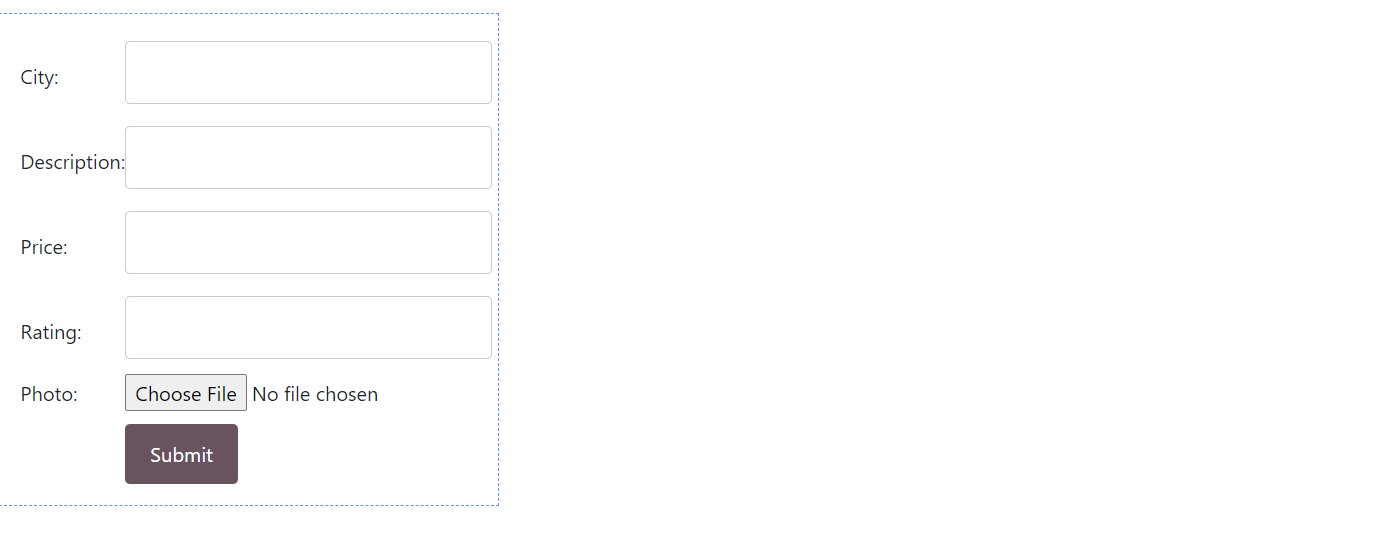 City:
Description:
Price:
Rating:
Photo: Choose File No file chosen
Submit